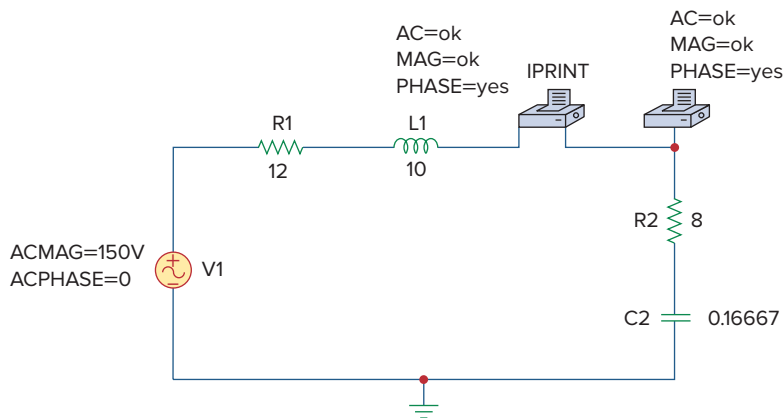 AC=ok
MAG=ok
PHASE=yes
IPRINT
AC=ok
MAG=ok
PHASE=yes
R1
12
L1
10
R2
8
ACMAG=150V
ACPHASE=0
V1
C2
0.16667